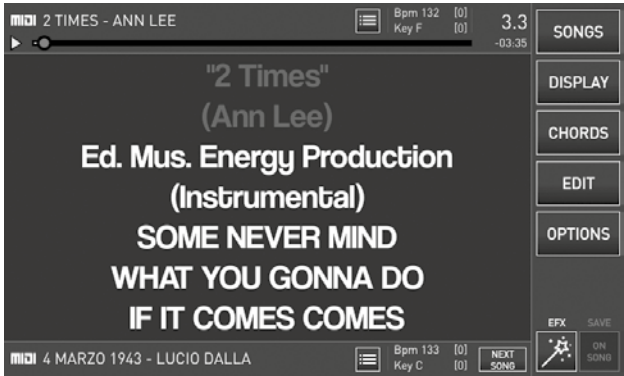 MIDI 2 TIMES - ANN LEE
Bpm 132 [0]
Key F [0]
3.3
-03:35
"2 Times"
(Ann Lee)
Ed. Mus. Energy Production
(Instrumental)
SOME NEVER MIND
WHAT YOU GONNA DO
IF IT COMES COMES
MIDI 4 MARZO 1943 - LUCIO DALLA
Bpm 133 [0]
Key C [0]
NEXT
SONG
SONGS
DISPLAY
CHORDS
EDIT
OPTIONS
EFX SAVE
ON
SONG